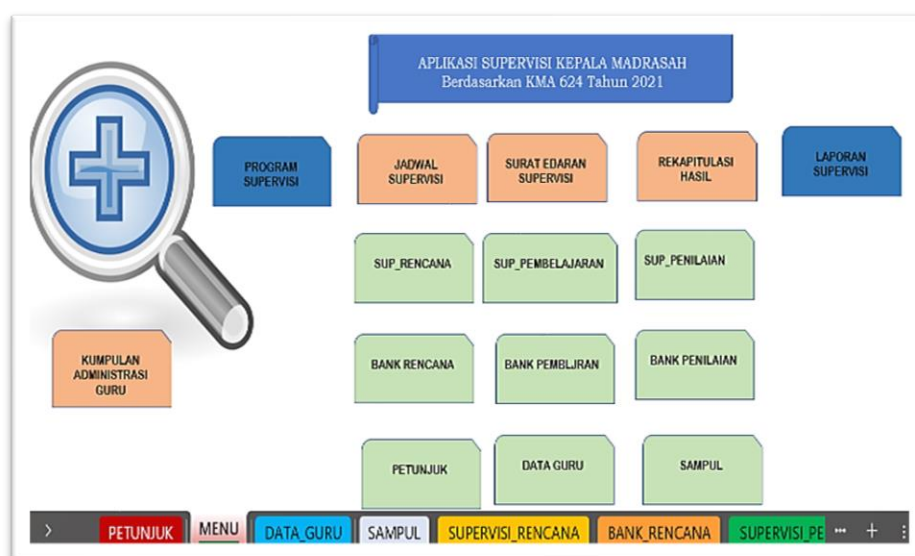 APLIKASI SUPERVISI KEPALA MADRASAH
Berdasarkan KMA 624 Tahun 2021
PROGRAM
SUPERVISI
JADWAL
SUPERVISI
SURAT EDARAN
SUPERVISI
REKAPITULASI
HASIL
LAPORAN
SUPERVISI
SUP_RENCANA
SUP_PEMBELAJARAN
SUP_PENILAIAN
KUMPULAN
ADMINISTRASI
GURU
BANK RENCANA
BANK PEMBLJRAN
BANK PENILAIAN
PETUNJUK
DATA GURU
SAMPUL
PETUNJUK
MENU
DATA_GURU
SAMPUL
SUPERVISI_RENCANA
BANK_RENCANA
SUPERVISI_PE